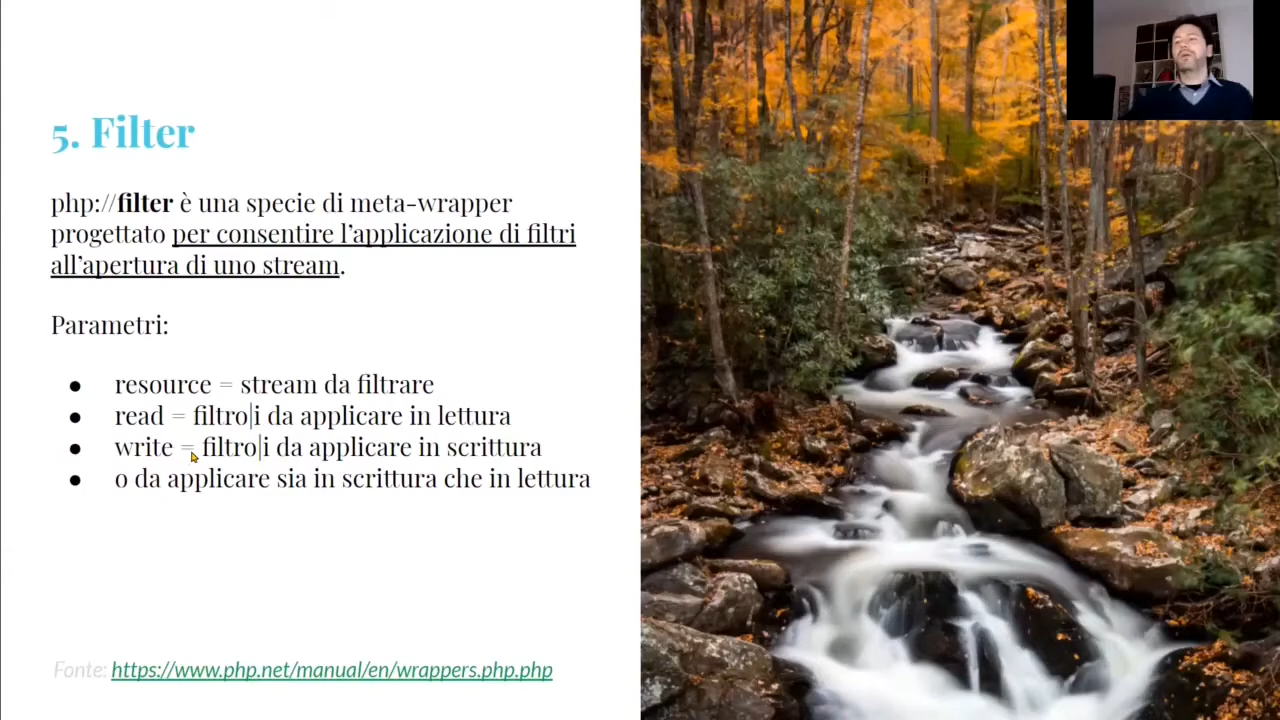 5. Filter
php://filter è una specie di meta-wrapper
progettato per consentire l’applicazione di filtri
all’apertura di uno stream.
Parametri:
● resource = stream da filtrare
● read = filtro|i da applicare in lettura
● write = filtro|i da applicare in scrittura
● o da applicare sia in scrittura che in lettura
Fonte: https://www.php.net/manual/en/wrappers.php.php